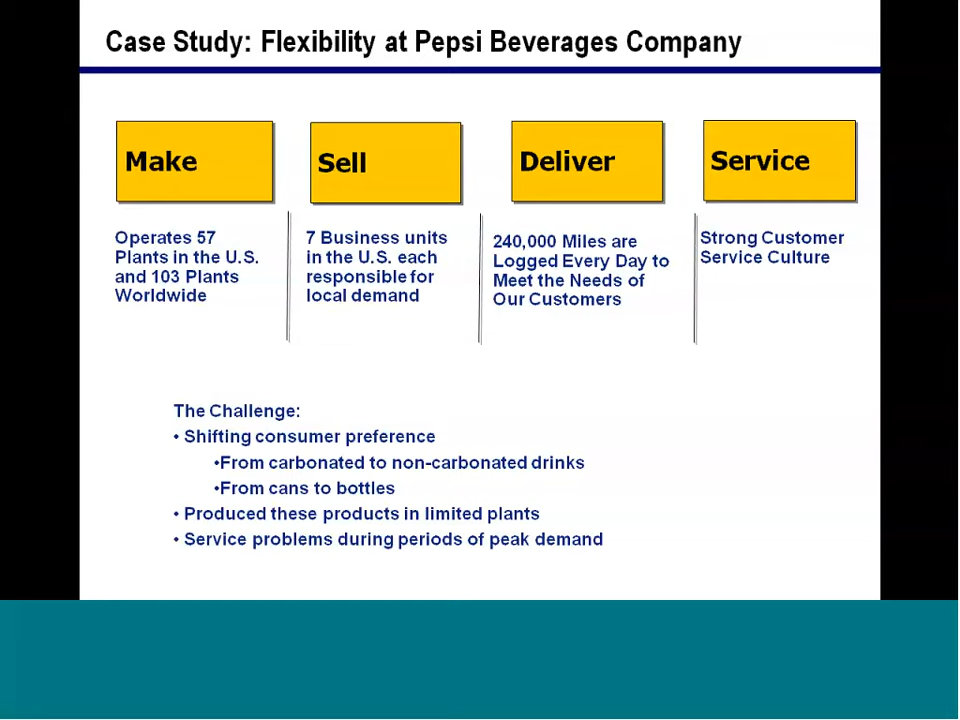 Case Study: Flexibility at Pepsi Beverages Company
Make
Sell
Deliver
Service
Operates 57
Plants in the U.S.
and 103 Plants
Worldwide
7 Business units
in the U.S. each
responsible for
local demand
240,000 Miles are
Logged Every Day to
Meet the Needs of
Our Customers
Strong Customer
Service Culture
The Challenge:
• Shifting consumer preference
•From carbonated to non-carbonated drinks
•From cans to bottles
• Produced these products in limited plants
• Service problems during periods of peak demand